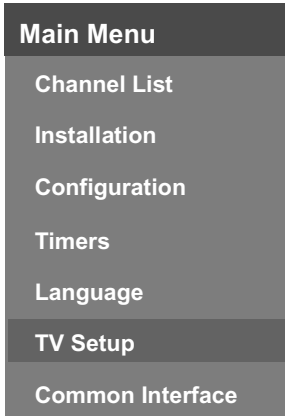 Main Menu
Channel List
Installation
Configuration
Timers
Language
TV Setup
Common Interface